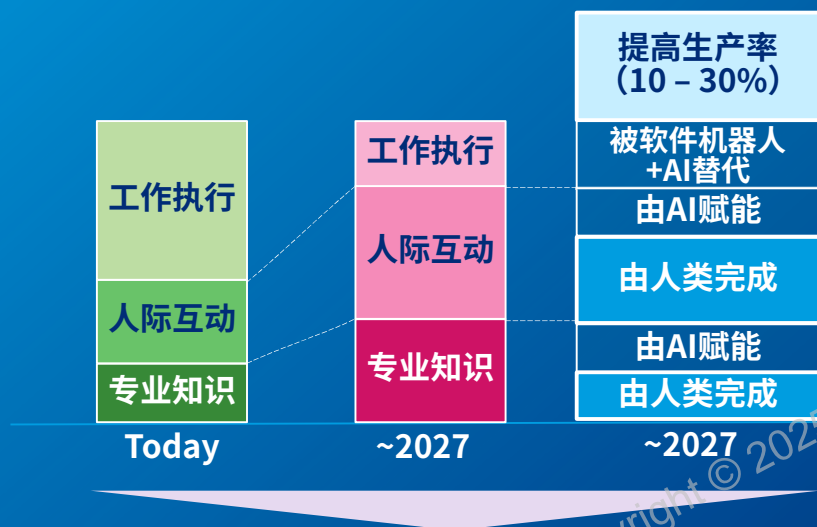 提高生产率
(10 – 30%)
工作执行
人际互动
专业知识
Today
工作执行
人际互动
专业知识
~2027
被软件机器人
+AI替代
由AI赋能
由人类完成
由AI赋能
由人类完成
~2027
© 2025